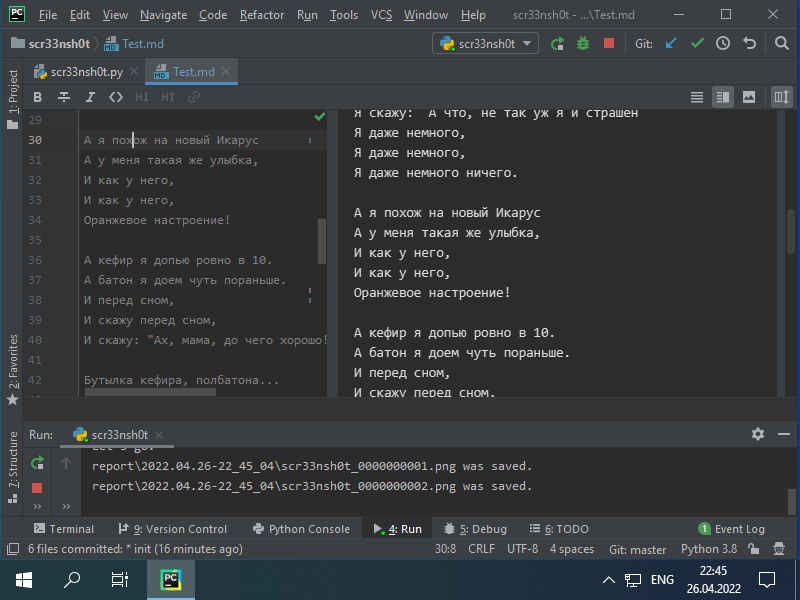 PC File Edit View Navigate Code Refactor Run Tools VCS Window Help scr33nsh0t - ...\Test.md
scr33nsh0t Test.md scr33nsh0t Git:
scr33nsh0t.py Test.md
B I H↓ H↑
1: Project
2: Favorites
7: Structure
29
30 А я похож на новый Икарус
31 А у меня такая же улыбка,
32 И как у него,
33 И как у него,
34 Оранжевое настроение!
35
36 А кефир я допью ровно в 10.
37 А батон я доем чуть пораньше.
38 И перед сном,
39 И скажу перед сном,
40 И скажу: "Ах, мама, до чего хорошо!
41
42 Бутылка кефира, полбатона...
Я скажу: "А что, не так уж я и страшен
Я даже немного,
Я даже немного,
Я даже немного ничего.
А я похож на новый Икарус
А у меня такая же улыбка,
И как у него,
И как у него,
Оранжевое настроение!
А кефир я допью ровно в 10.
А батон я доем чуть пораньше.
И перед сном,
И скажу перед сном,
Run: scr33nsh0t
Let's go!
report\2022.04.26-22_45_04\scr33nsh0t_0000000001.png was saved.
report\2022.04.26-22_45_04\scr33nsh0t_0000000002.png was saved.
Terminal 9: Version Control Python Console 4: Run 5: Debug 6: TODO 1 Event Log
6 files committed: * init (16 minutes ago) 30:8 CRLF UTF-8 4 spaces Git: master Python 3.8
PC ENG 22:45
26.04.2022